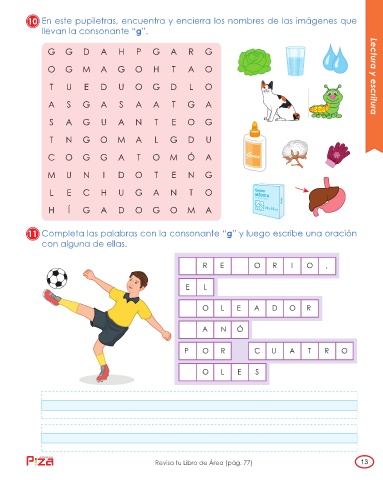 10 En este pupiletras, encuentra y encierra los nombres de las imágenes que
llevan la consonante “g”.
G G D A H P G A R G
O G M A G O H T A O
T U E D U O G D L O
A S G A S A A T G A
S A G U A N T E O G
T N G O M A L G D U
C O G G A T O M Ó A
M U N I D O T E N G
L E C H U G A N T O
H Í G A D O G O M A
Lectura y escritura
11 Completa las palabras con la consonante “g” y luego escribe una oración
con alguna de ellas.
R E O R I O ,
E L
O L E A D O R
A N Ó
P O R C U A T R O
O L E S
Revisa tu Libro de Área (pág. 77)
13